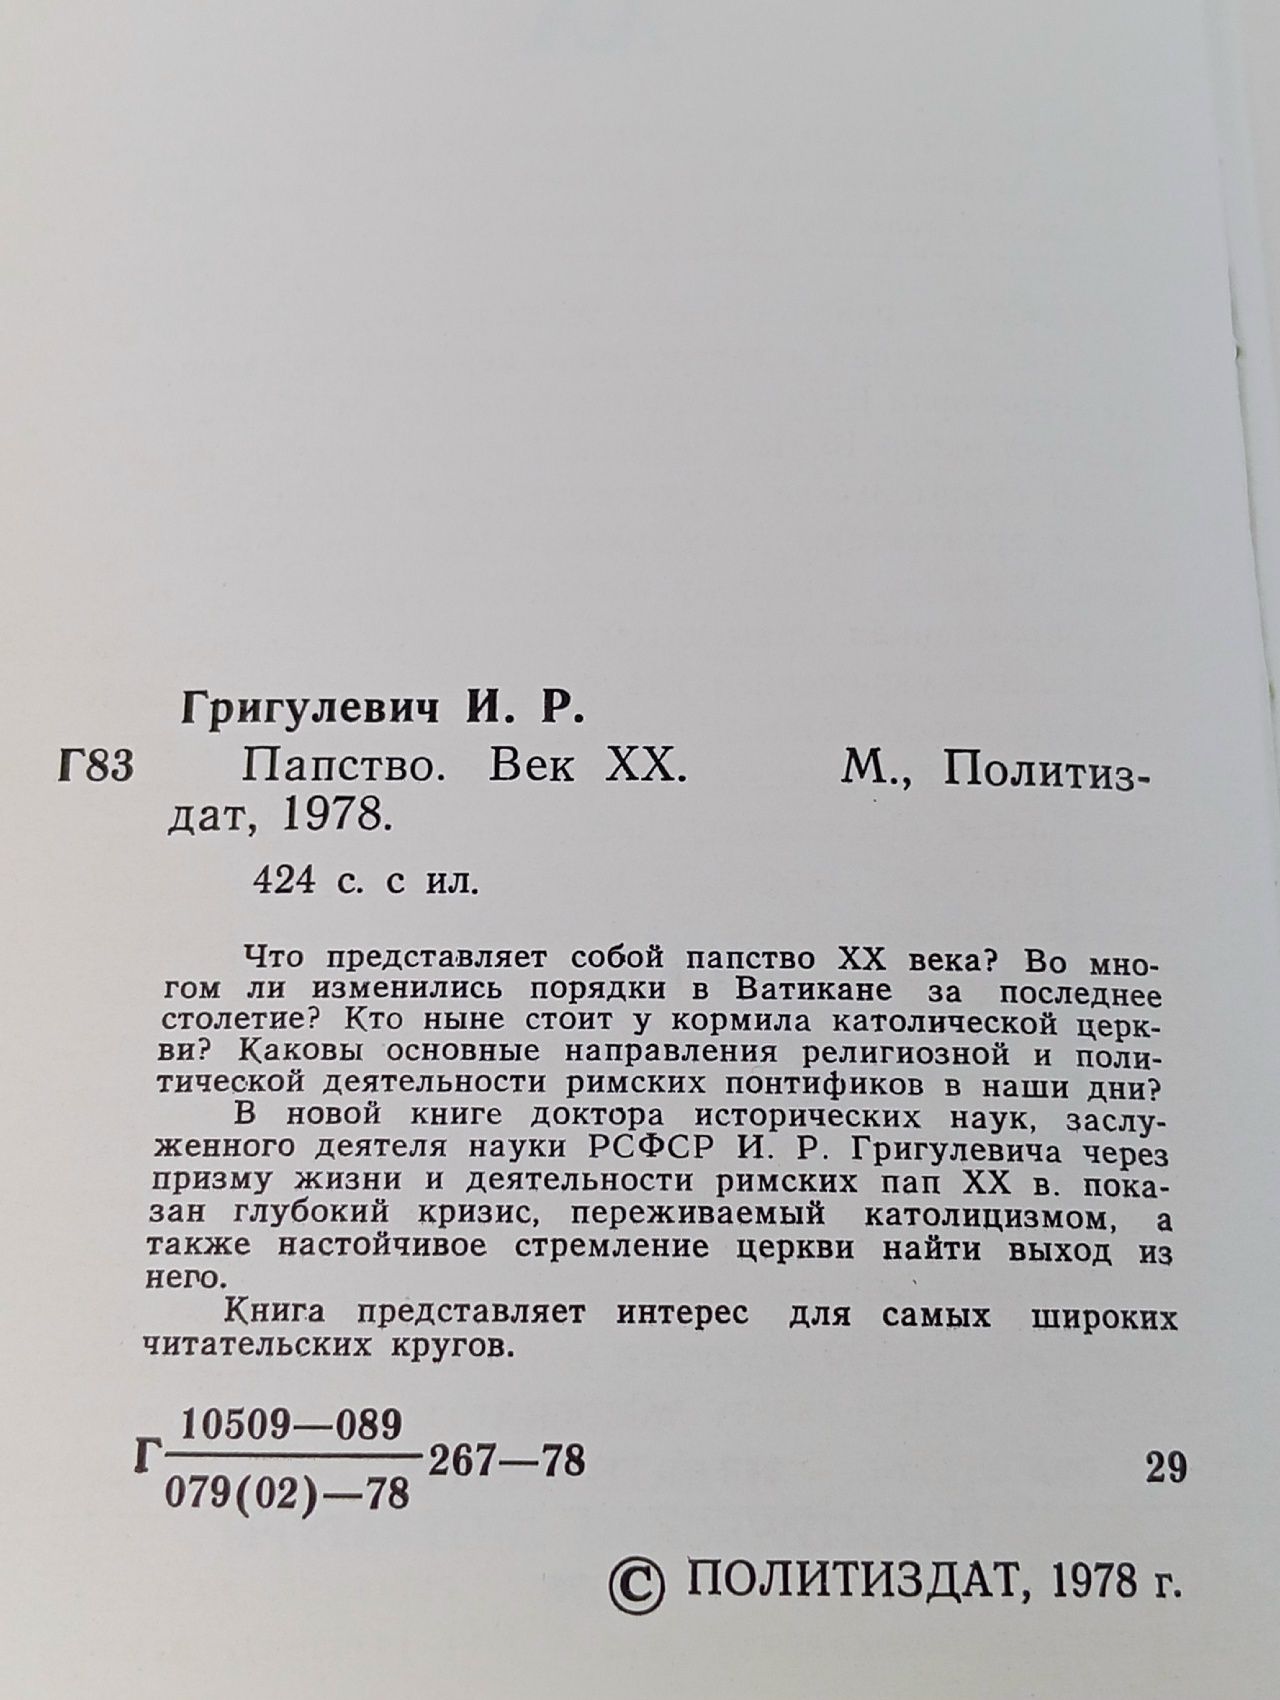 Григулевич И. Р.
Г83 Папство. Век XX. М., Политиз-
дат, 1978.
424 с. с ил.
Что представляет собой папство XX века? Во мно-
гом ли изменились порядки в Ватикане за последнее
столетие? Кто ныне стоит у кормила католической церк-
ви? Каковы основные направления религиозной и поли-
тической деятельности римских понтификов в наши дни?
В новой книге доктора исторических наук, заслу-
женного деятеля науки РСФСР И. Р. Григулевича через
призму жизни и деятельности римских пап XX в. пока-
зан глубокий кризис, переживаемый католицизмом, а
также настойчивое стремление церкви найти выход из
него.
Книга представляет интерес для самых широких
читательских кругов.
10509—089
Г 267—78 29
079(02)—78
© ПОЛИТИЗДАТ, 1978 г.